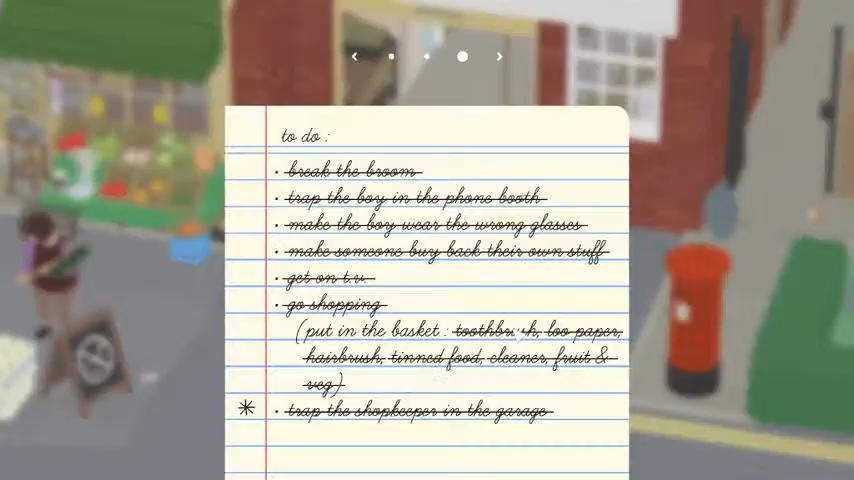 to do :
• break the broom
• trap the boy in the phone booth
• make the boy wear the wrong glasses
• make someone buy back their own stuff
• get on t.v.
• go shopping
(put in the basket : toothbrush, loo paper,
hairbrush, tinned food, cleaner, fruit &
veg)
* • trap the shopkeeper in the garage